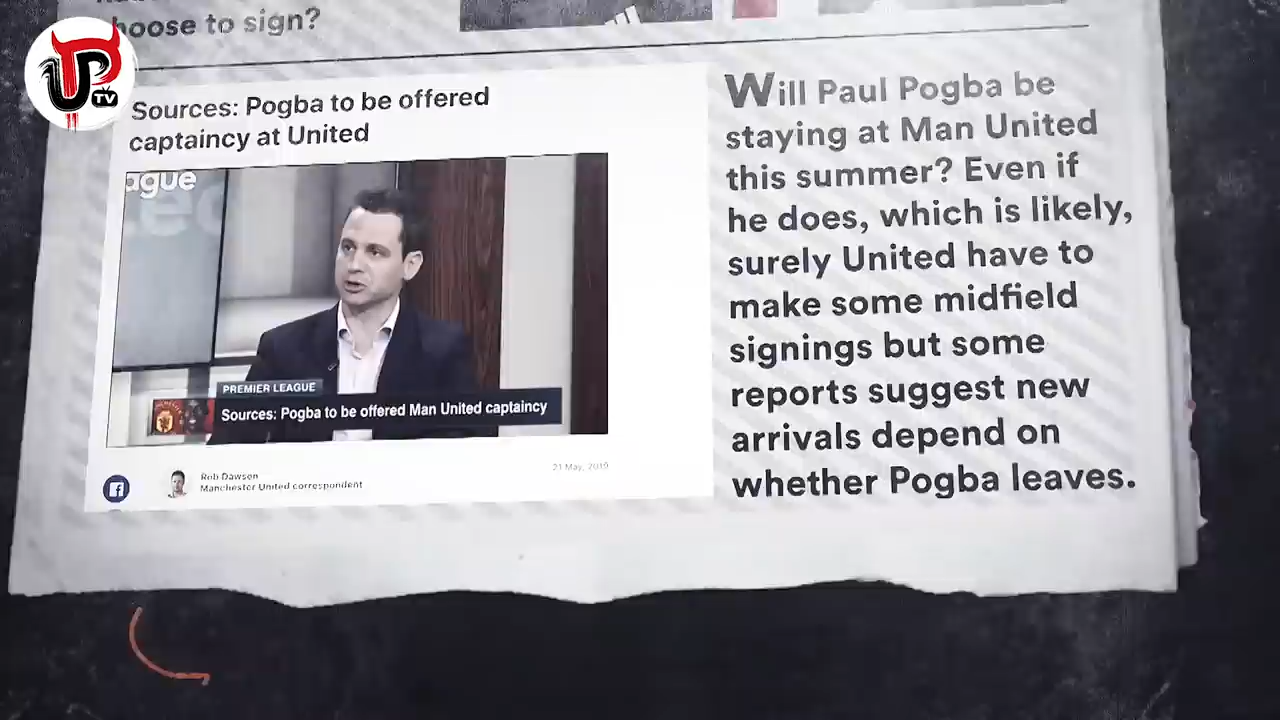 hoose to sign?
UP
TV
Sources: Pogba to be offered
captaincy at United
ague
PREMIER LEAGUE
Sources: Pogba to be offered Man United captaincy
Rob Dawson
Manchester United correspondent
21 May, 2019
Will Paul Pogba be
staying at Man United
this summer? Even if
he does, which is likely,
surely United have to
make some midfield
signings but some
reports suggest new
arrivals depend on
whether Pogba leaves.